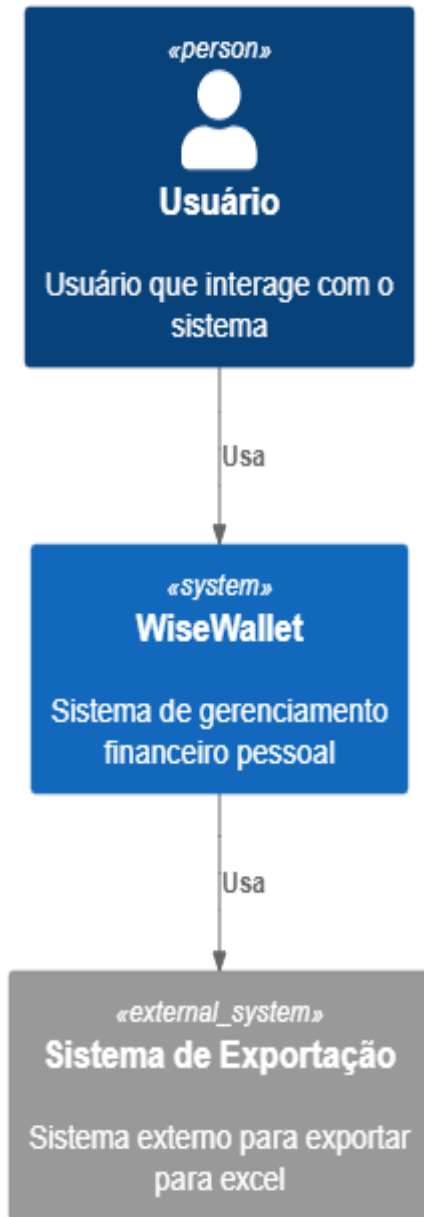 «person»
Usuário
Usuário que interage com o
sistema
Usa
«system»
WiseWallet
Sistema de gerenciamento
financeiro pessoal
Usa
«external_system»
Sistema de Exportação
Sistema externo para exportar
para excel